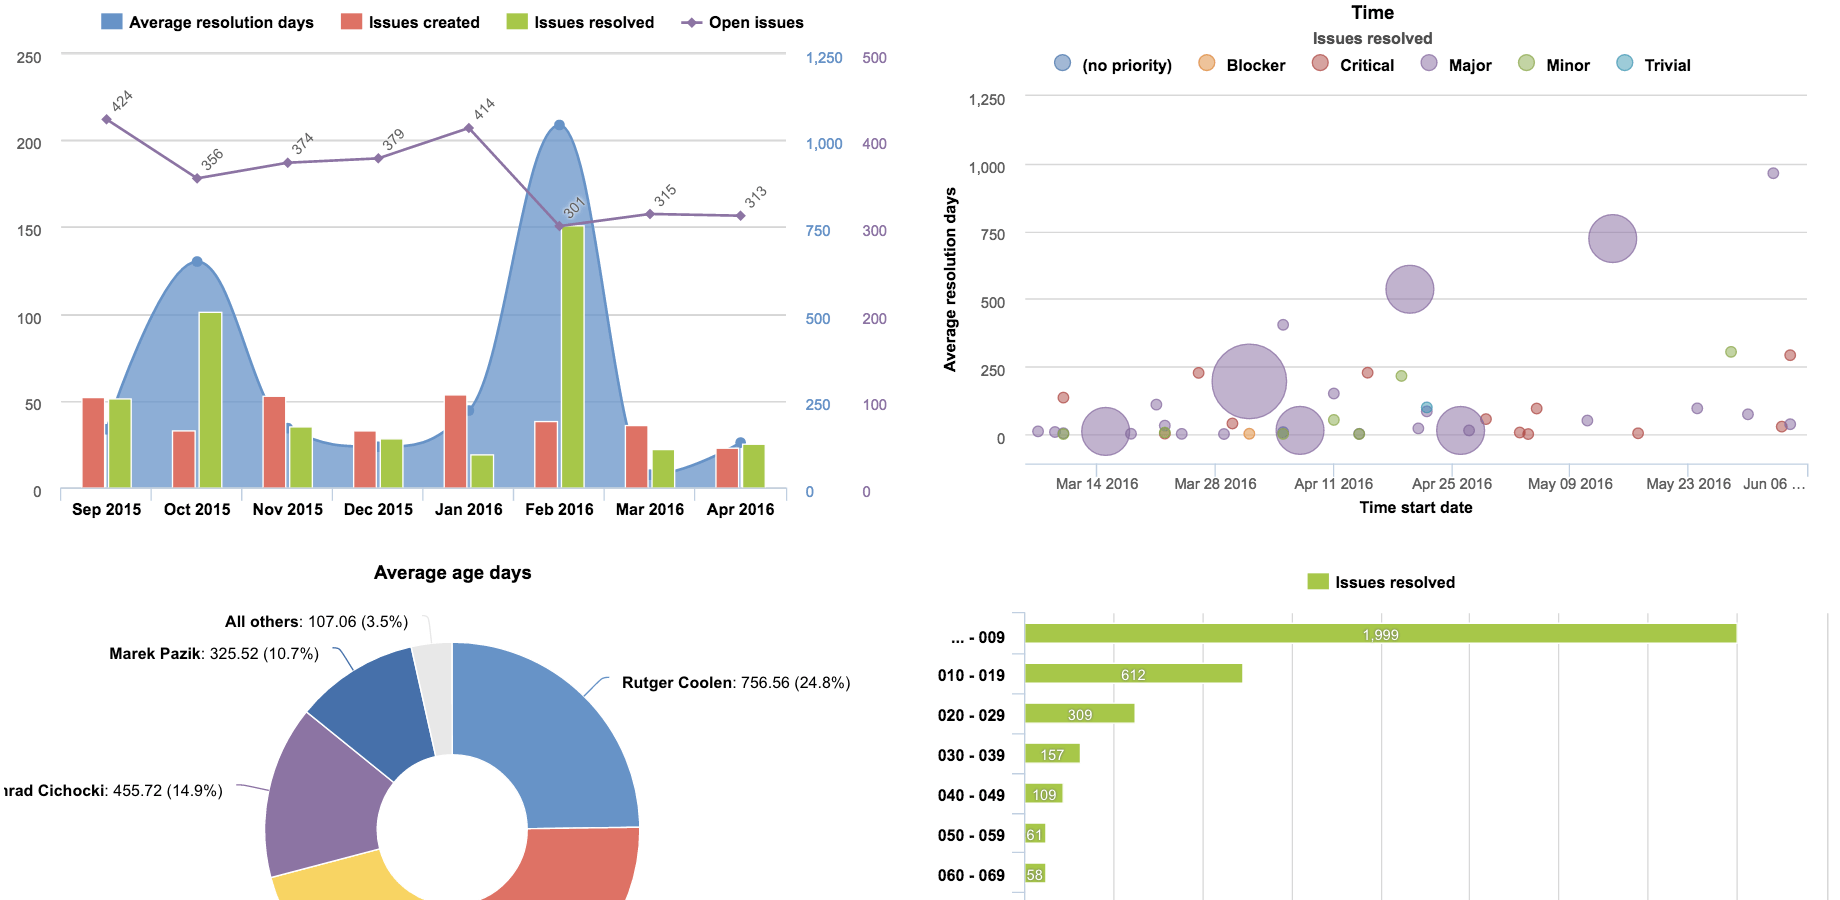 Average resolution days Issues created Issues resolved Open issues
250 1,250 500
200 1,000 400
150 750 300
100 500 200
50 250 100
0 0 0
424
356
374
379
414
301
315
313
Sep 2015 Oct 2015 Nov 2015 Dec 2015 Jan 2016 Feb 2016 Mar 2016 Apr 2016
Time
Issues resolved
(no priority) Blocker Critical Major Minor Trivial
Average resolution days
1,250
1,000
750
500
250
0
Mar 14 2016 Mar 28 2016 Apr 11 2016 Apr 25 2016 May 09 2016 May 23 2016 Jun 06 ...
Time start date
Average age days
All others: 107.06 (3.5%)
Marek Pazik: 325.52 (10.7%)
Rutger Coolen: 756.56 (24.8%)
Cichocki: 455.72 (14.9%)
Issues resolved
... - 009 1,999
010 - 019 612
020 - 029 309
030 - 039 157
040 - 049 109
050 - 059 61
060 - 069 58